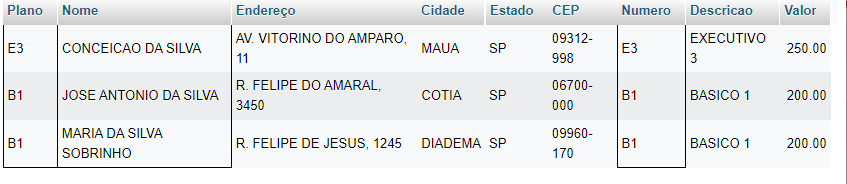 Plano Nome Endereço Cidade Estado CEP Numero Descricao Valor
E3 CONCEICAO DA SILVA AV. VITORINO DO AMPARO, 11 MAUA SP 09312-998 E3 EXECUTIVO 3 250.00
B1 JOSE ANTONIO DA SILVA R. FELIPE DO AMARAL, 3450 COTIA SP 06700-000 B1 BASICO 1 200.00
B1 MARIA DA SILVA SOBRINHO R. FELIPE DE JESUS, 1245 DIADEMA SP 09960-170 B1 BASICO 1 200.00